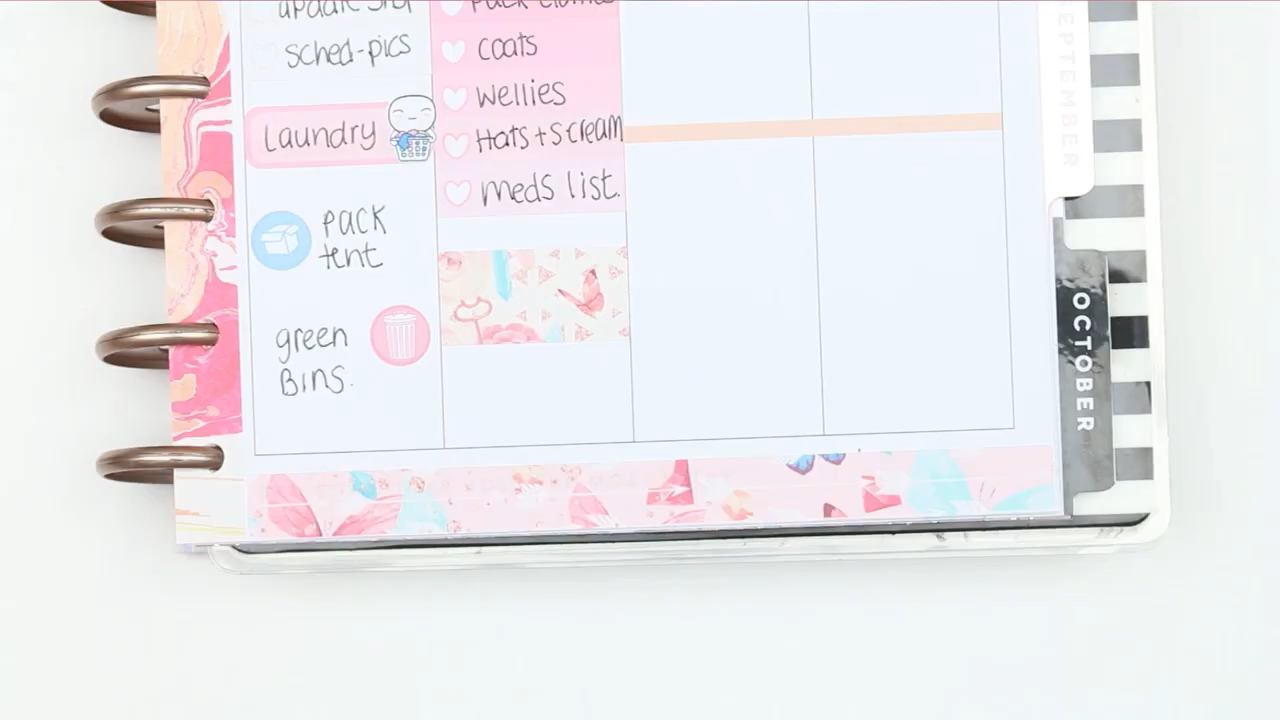 sched-pics
Laundry
pack
tent
green
Bins.
coats
wellies
Hats + scream
meds list.
SEPTEMBER
OCTOBER